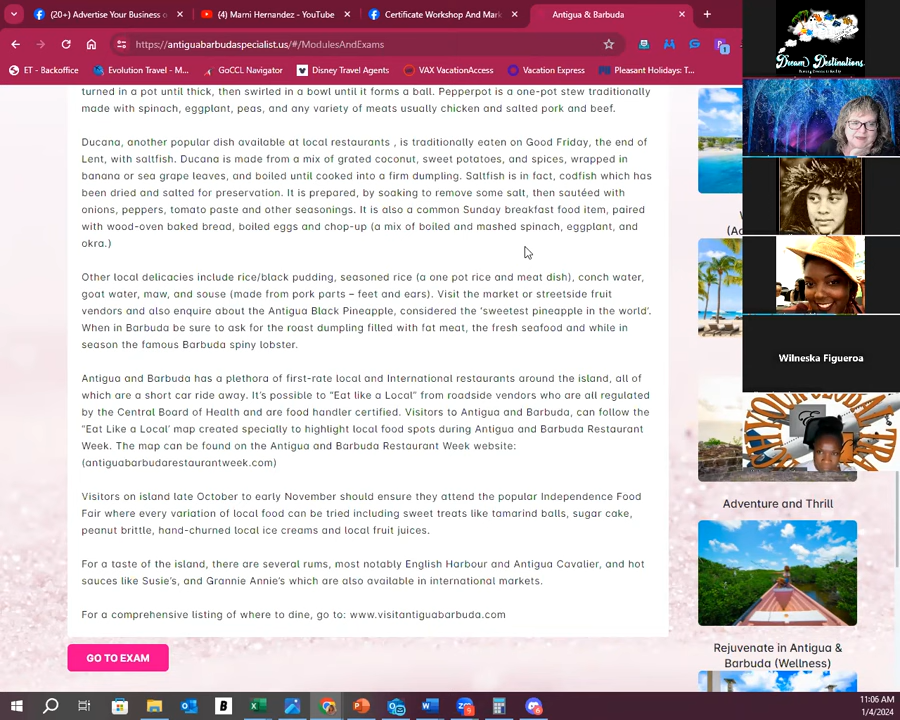 (20+) Advertise Your Business o
(4) Marni Hernandez - YouTube
Certificate Workshop And Mark
Antigua & Barbuda
https://antiguabarbudaspecialist.us/#/ModulesAndExams
ET - Backoffice
Evolution Travel - M...
GoCCL Navigator
Disney Travel Agents
VAX VacationAccess
Vacation Express
Pleasant Holidays: T...
turned in a pot until thick, then swirled in a bowl until it forms a ball. Pepperpot is a one-pot stew traditionally
made with spinach, eggplant, peas, and any variety of meats usually chicken and salted pork and beef.
Ducana, another popular dish available at local restaurants , is traditionally eaten on Good Friday, the end of
Lent, with saltfish. Ducana is made from a mix of grated coconut, sweet potatoes, and spices, wrapped in
banana or sea grape leaves, and boiled until cooked into a firm dumpling. Saltfish is in fact, codfish which has
been dried and salted for preservation. It is prepared, by soaking to remove some salt, then sautéed with
onions, peppers, tomato paste and other seasonings. It is also a common Sunday breakfast food item, paired
with wood-oven baked bread, boiled eggs and chop-up (a mix of boiled and mashed spinach, eggplant, and
okra.)
Other local delicacies include rice/black pudding, seasoned rice (a one pot rice and meat dish), conch water,
goat water, maw, and souse (made from pork parts – feet and ears). Visit the market or streetside fruit
vendors and also enquire about the Antigua Black Pineapple, considered the 'sweetest pineapple in the world'.
When in Barbuda be sure to ask for the roast dumpling filled with fat meat, the fresh seafood and while in
season the famous Barbuda spiny lobster.
Antigua and Barbuda has a plethora of first-rate local and International restaurants around the island, all of
which are a short car ride away. It's possible to "Eat like a Local" from roadside vendors who are all regulated
by the Central Board of Health and are food handler certified. Visitors to Antigua and Barbuda, can follow the
"Eat Like a Local' map created specially to highlight local food spots during Antigua and Barbuda Restaurant
Week. The map can be found on the Antigua and Barbuda Restaurant Week website:
(antiguabarbudarestaurantweek.com)
Visitors on island late October to early November should ensure they attend the popular Independence Food
Fair where every variation of local food can be tried including sweet treats like tamarind balls, sugar cake,
peanut brittle, hand-churned local ice creams and local fruit juices.
For a taste of the island, there are several rums, most notably English Harbour and Antigua Cavalier, and hot
sauces like Susie's, and Grannie Annie's which are also available in international markets.
For a comprehensive listing of where to dine, go to: www.visitantiguabarbuda.com
GO TO EXAM
Adventure and Thrill
Rejuvenate in Antigua &
Barbuda (Wellness)
Dream Destinations
Wilneska Figueroa
11:06 AM
1/4/2024